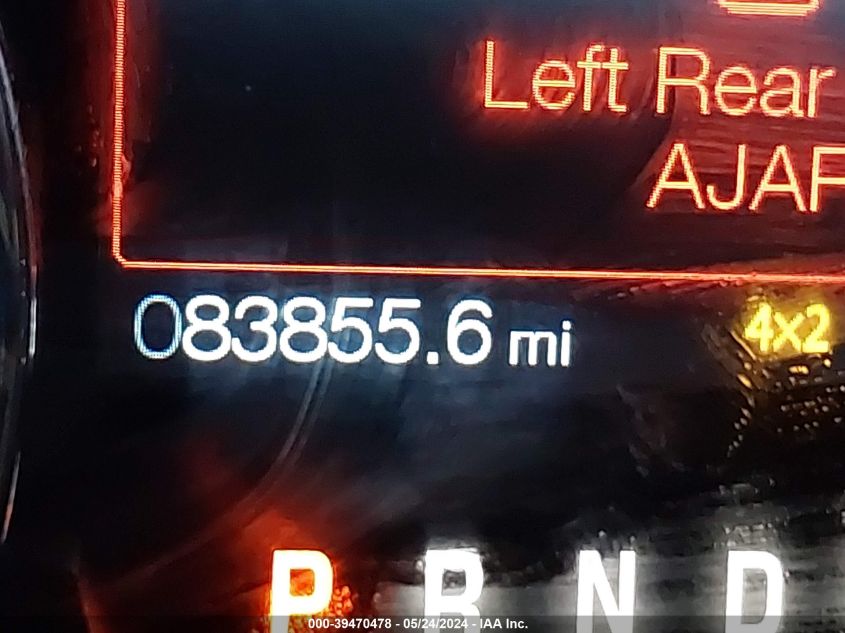 Left Rear
AJAR
083855.6 mi
4x2
P R N D
000-39470478 - 05/24/2024 - IAA Inc.